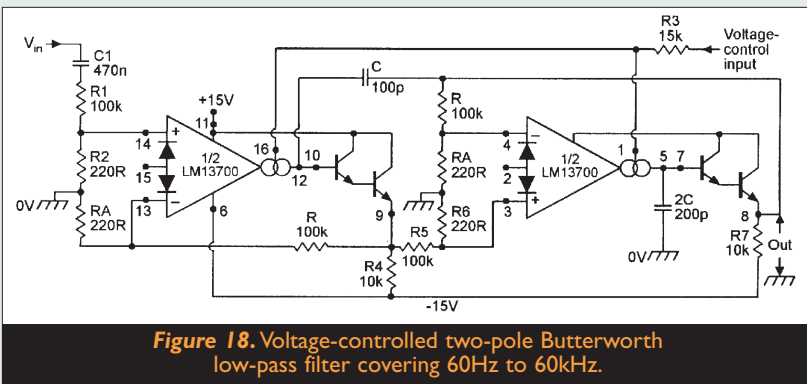 Vin
C1
470n
R1
100k
R2
220R
0V
RA
220R
+15V
11
14
+
15
13
–
1/2
LM13700
16
12
10
6
9
R
100k
R4
10k
R5
100k
C
100p
R
100k
RA
220R
R6
220R
4
–
2
3
+
1/2
LM13700
1
5
7
2C
200p
0V
8
R7
10k
Out
R3
15k
Voltage-
control
input
-15V
Figure 18. Voltage-controlled two-pole Butterworth
low-pass filter covering 60Hz to 60kHz.